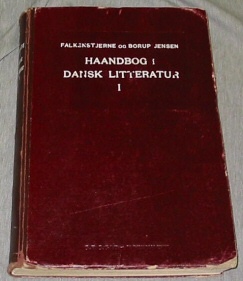 FALKENSTJERNE OG BORUP JENSEN
HAANDBOG I
DANSK LITTERATUR
I